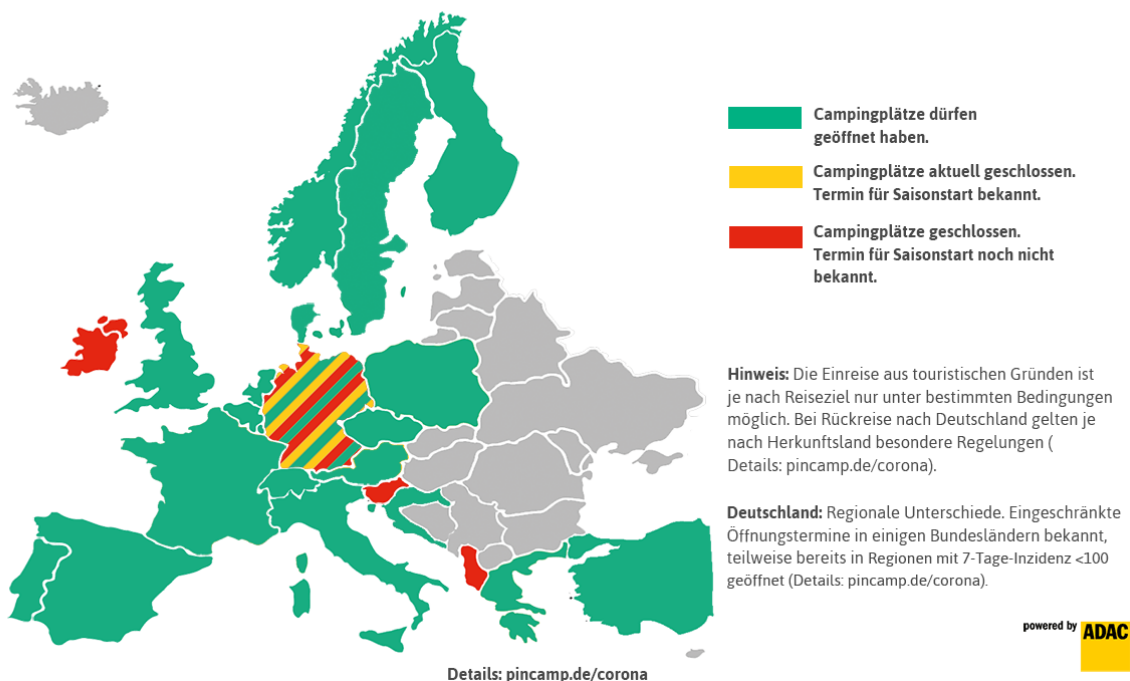 Campingplätze dürfen
geöffnet haben.
Campingplätze aktuell geschlossen.
Termin für Saisonstart bekannt.
Campingplätze geschlossen.
Termin für Saisonstart noch nicht
bekannt.
Hinweis: Die Einreise aus touristischen Gründen ist
je nach Reiseziel nur unter bestimmten Bedingungen
möglich. Bei Rückreise nach Deutschland gelten je
nach Herkunftsland besondere Regelungen (
Details: pincamp.de/corona).
Deutschland: Regionale Unterschiede. Eingeschränkte
Öffnungstermine in einigen Bundesländern bekannt,
teilweise bereits in Regionen mit 7-Tage-Inzidenz <100
geöffnet (Details: pincamp.de/corona).
powered by ADAC
Details: pincamp.de/corona